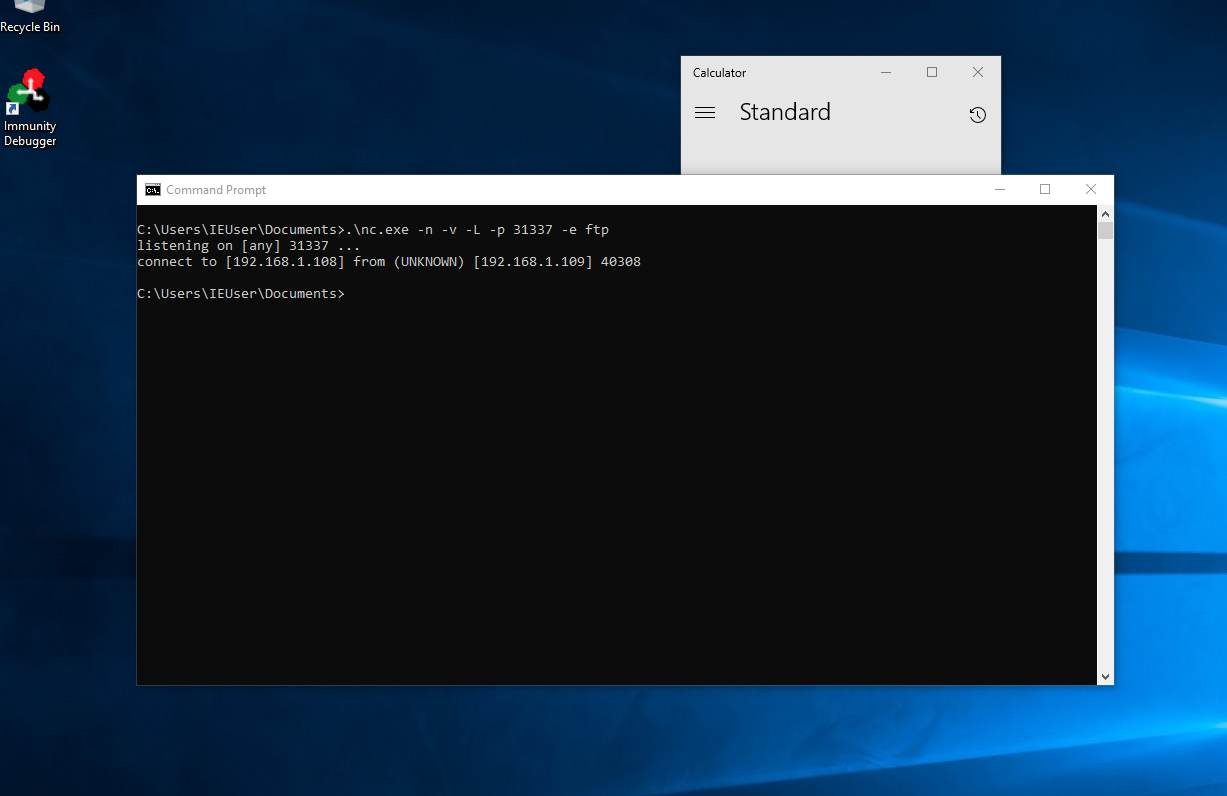 Recycle Bin
Immunity
Debugger
Calculator
Standard
Command Prompt
C:\Users\IEUser\Documents>.\nc.exe -n -v -L -p 31337 -e ftp
listening on [any] 31337 ...
connect to [192.168.1.108] from (UNKNOWN) [192.168.1.109] 40308
C:\Users\IEUser\Documents>